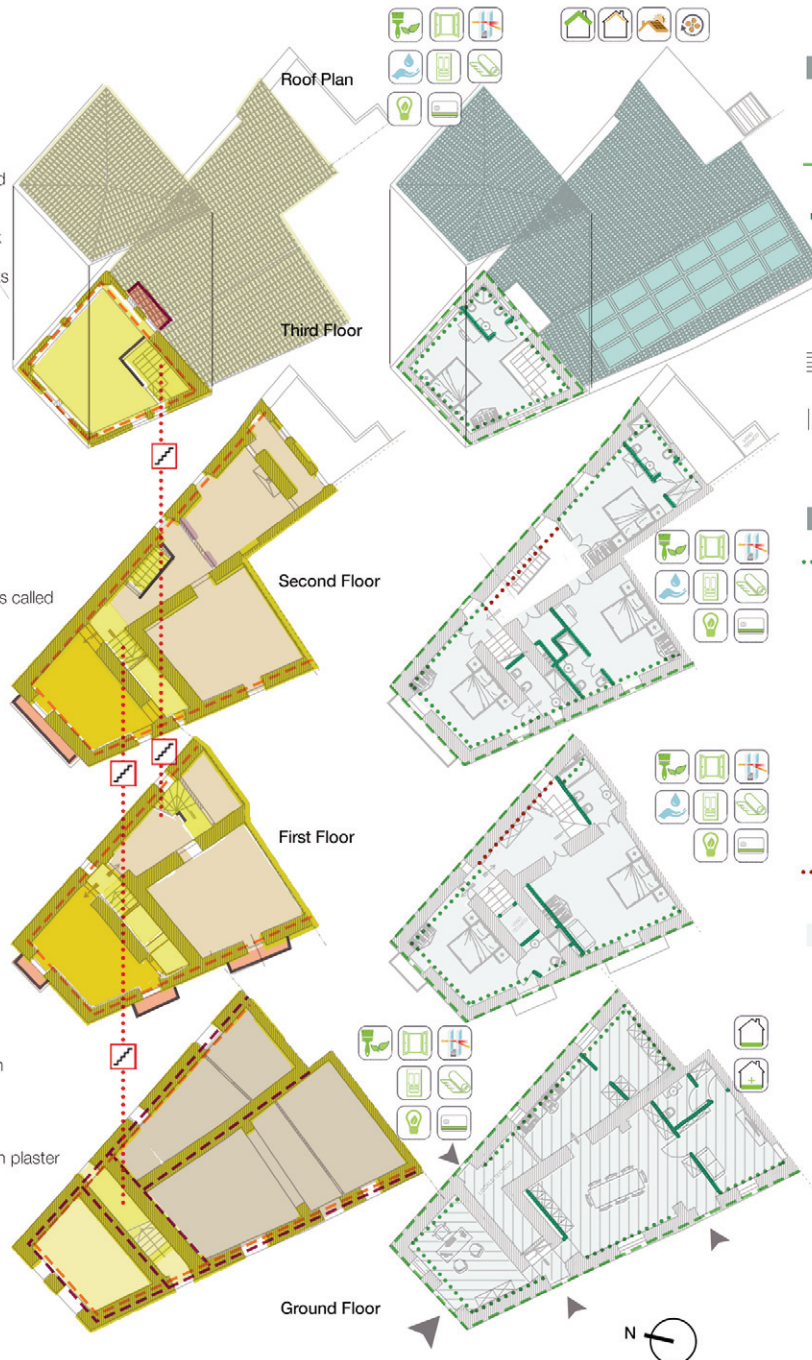 Roof Plan
Third Floor
s called
Second Floor
First Floor
n plaster
Ground Floor
N